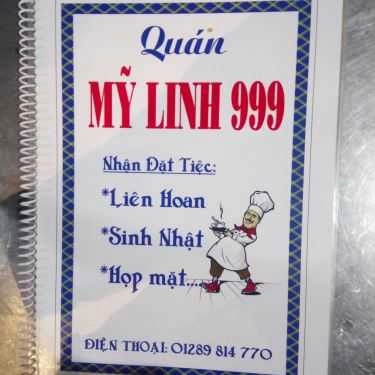 Quán
MỸ LINH 999
Nhận Đặt Tiệc:
*Liên Hoan
*Sinh Nhật
*Họp mặt....
ĐIỆN THOẠI: 01289 814 770